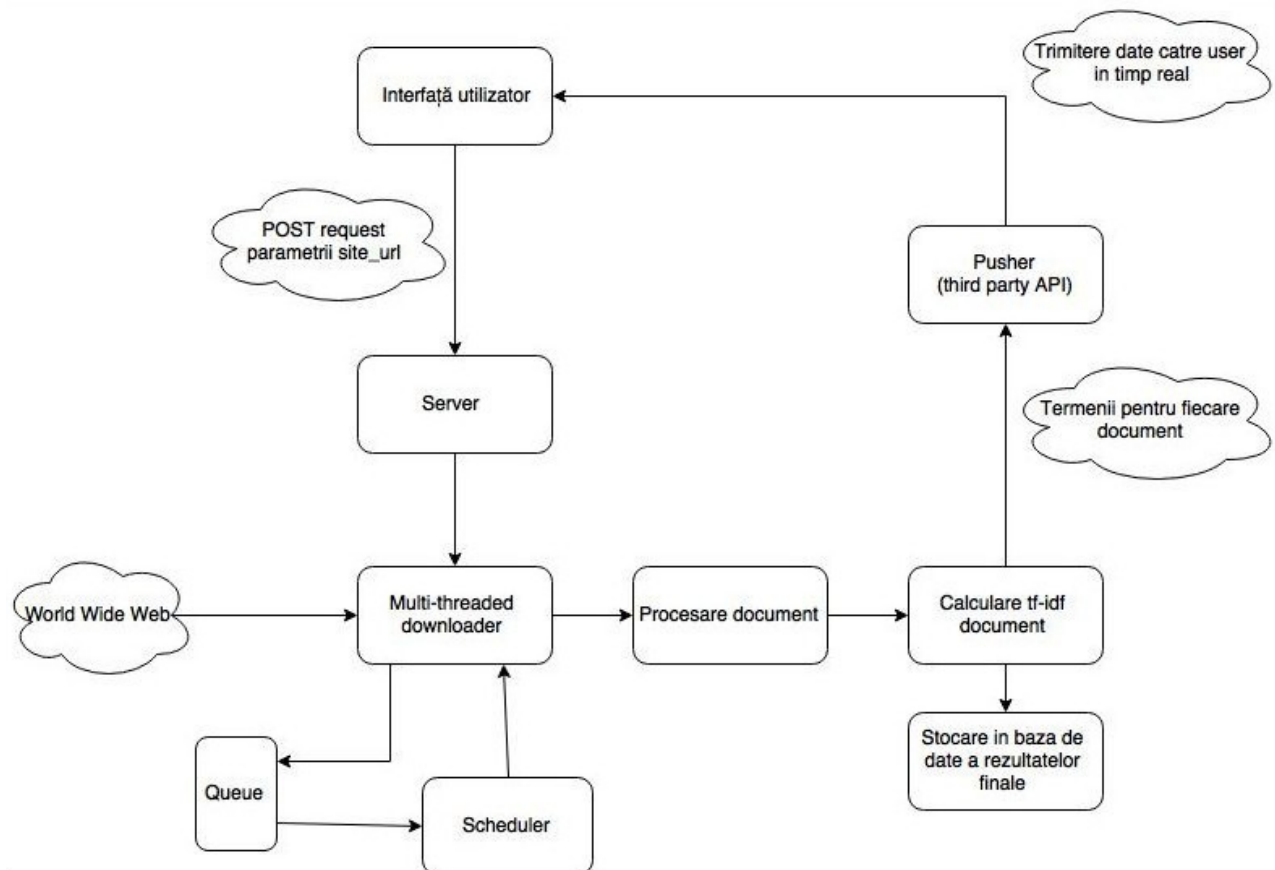 Trimitere date catre user
in timp real
Interfață utilizator
POST request
parametrii site_url
Pusher
(third party API)
Server
Termenii pentru fiecare
document
World Wide Web
Multi-threaded
downloader
Procesare document
Calculare tf-idf
document
Queue
Scheduler
Stocare in baza de
date a rezultatelor
finale